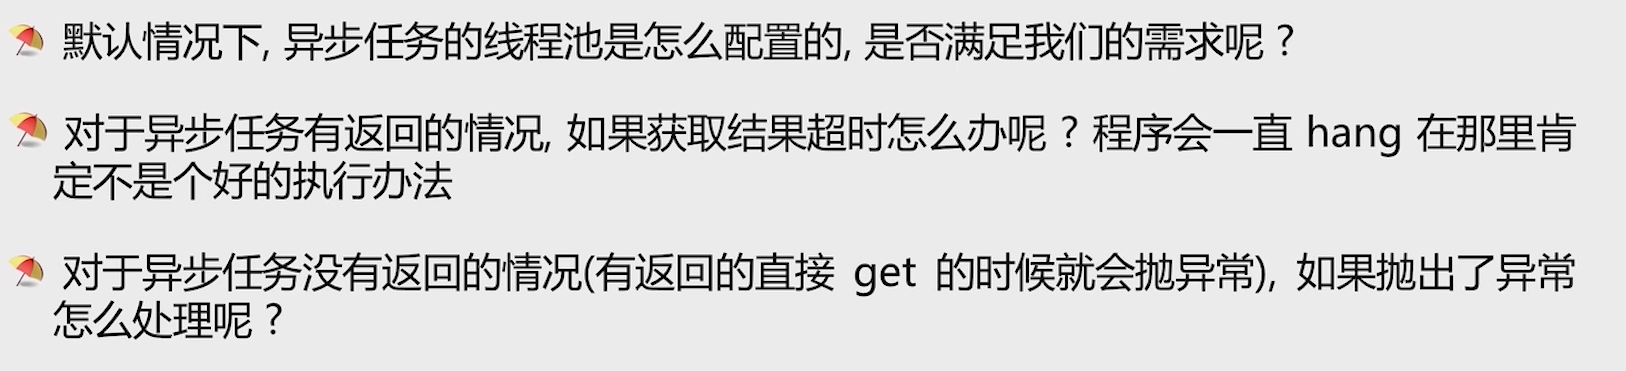 默认情况下, 异步任务的线程池是怎么配置的, 是否满足我们的需求呢？
对于异步任务有返回的情况, 如果获取结果超时怎么办呢？程序会一直 hang 在那里肯
定不是个好的执行办法
对于异步任务没有返回的情况(有返回的直接 get 的时候就会抛异常), 如果抛出了异常
怎么处理呢？